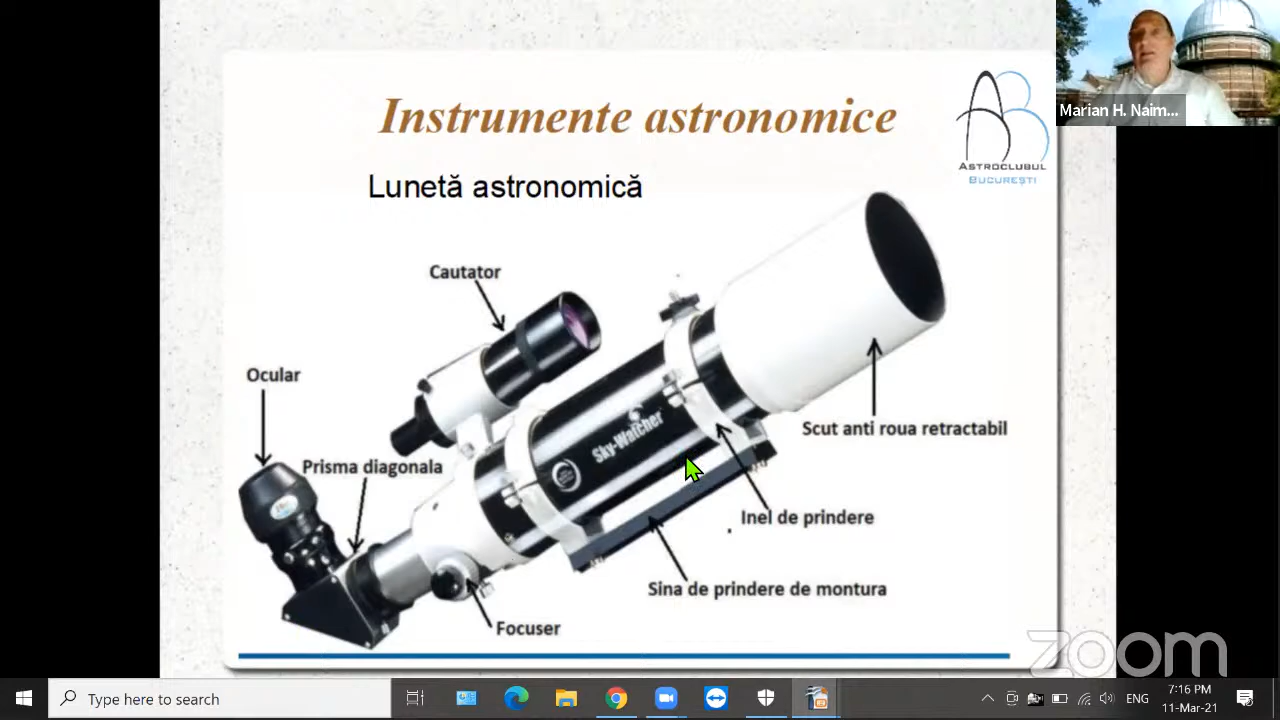 Instrumente astronomice
ASTROCLUBUL
BUCUREȘTI
Marian H. Naim...
Lunetă astronomică
Cautator
Ocular
Prisma diagonala
Sky-Watcher
Scut anti roua retractabil
Inel de prindere
Sina de prindere de montura
Focuser
zoom
Type here to search
ENG
7:16 PM
11-Mar-21